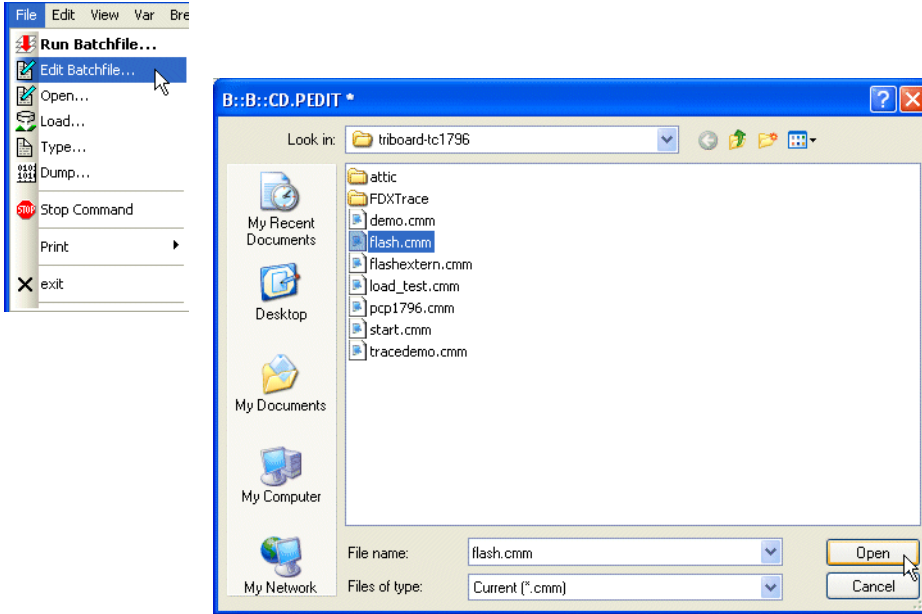 File Edit View Var Bre
Run Batchfile...
Edit Batchfile...
Open...
Load...
Type...
Dump...
STOP Stop Command
Print
exit
B::B::CD.PEDIT *
Look in: triboard-tc1796
My Recent
Documents
Desktop
My Documents
My Computer
My Network
attic
FDXTrace
demo.cmm
flash.cmm
flashextern.cmm
load_test.cmm
pcp1796.cmm
start.cmm
tracedemo.cmm
File name: flash.cmm Open
Files of type: Current (*.cmm) Cancel